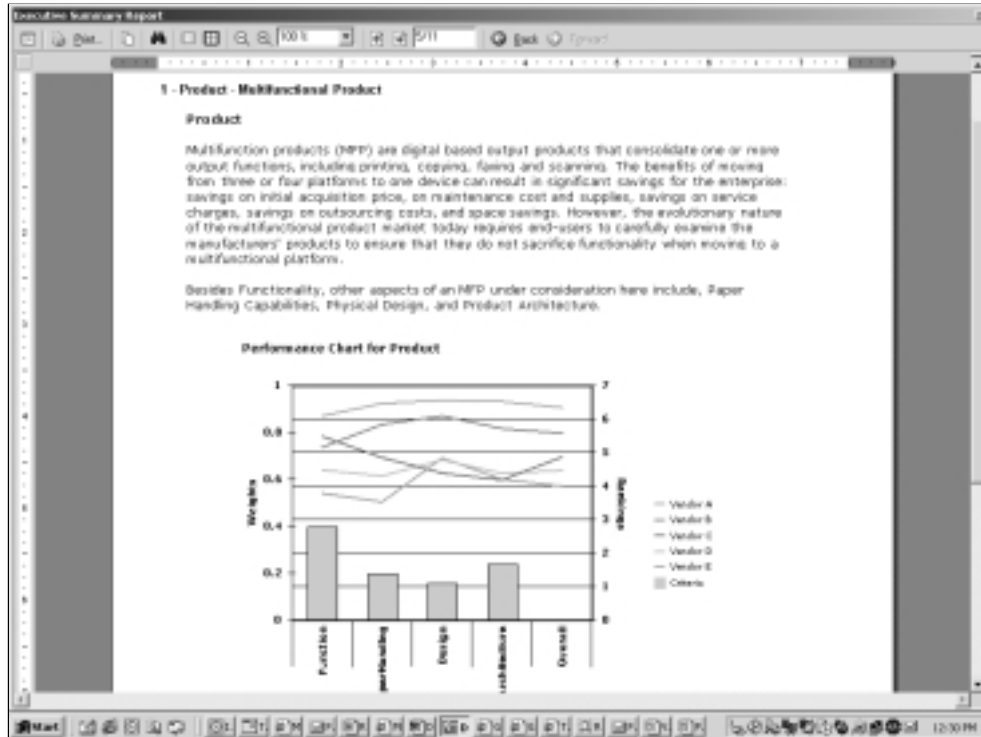 Executive Summary Report
Print... 100% 5/11 Back Forward
1 - Product - Multifunctional Product
Product
Multifunction products (MFP) are digital based output products that consolidate one or more
output functions, including printing, copying, faxing and scanning. The benefits of moving
from three or four platforms to one device can result in significant savings for the enterprise:
savings on initial acquisition price, on maintenance cost and supplies, savings on service
charges, savings on outsourcing costs, and space savings. However, the evolutionary nature
of the multifunctional product market today requires end-users to carefully examine the
manufacturers' products to ensure that they do not sacrifice functionality when moving to a
multifunctional platform.
Besides Functionality, other aspects of an MFP under consideration here include, Paper
Handling Capabilities, Physical Design, and Product Architecture.
Performance Chart for Product
1
0.8
0.6
0.4
0.2
0
Weights
7
6
5
4
3
2
1
0
Rankings
Function
perHandling
Design
rchitecture
Overall
Vendor A
Vendor B
Vendor C
Vendor D
Vendor E
Criteria
Start
12:30 PM